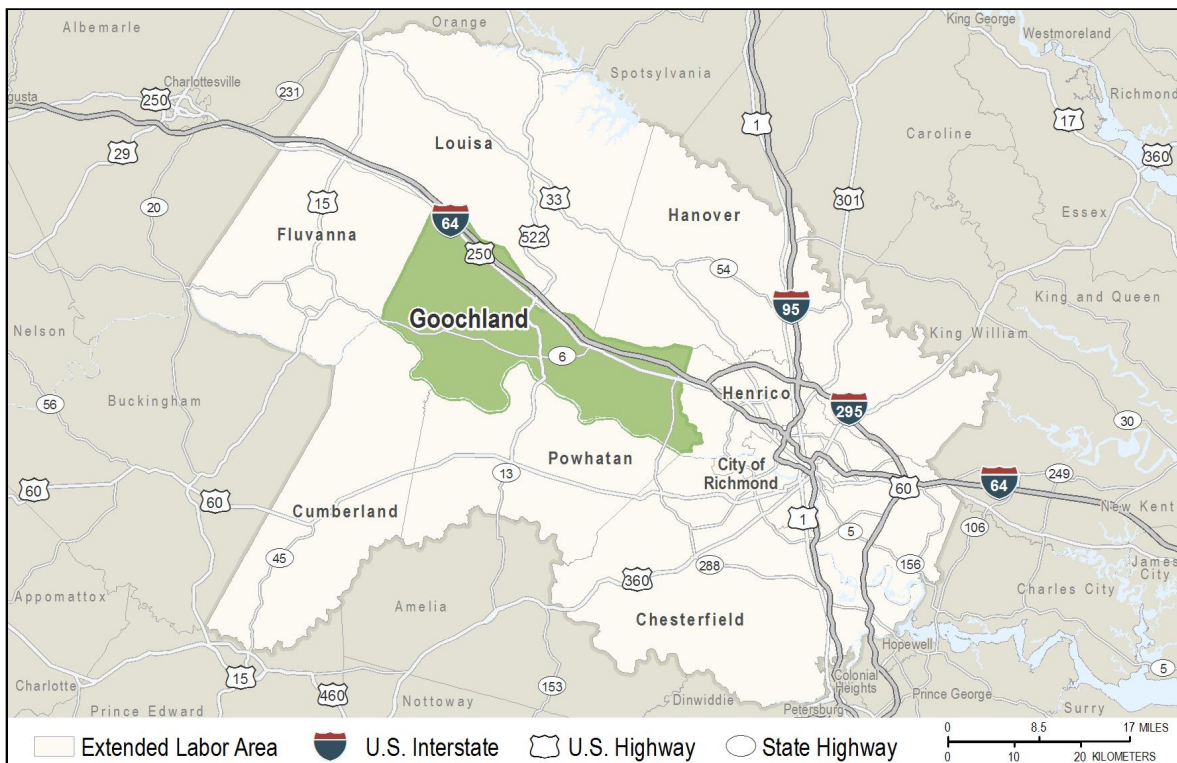 Orange
Albemarle
King George
Westmoreland
Charlottesville
Spotsylvania
250
231
Richmond
gusta
1
17
Louisa
Caroline
29
360
20
15
33
301
Essex
64
Hanover
Fluvanna
522
250
54
King and Queen
Goochland
95
Nelson
King William
6
Henrico
56
Buckingham
295
30
Powhatan
City of
Richmond
13
249
60
60
64
60
New Kent
Cumberland
1
106
5
45
288
156
James
City
360
Charles City
Appomattox
Amelia
Chesterfield
Hopewell
5
15
Colonial
Heights
Charlotte
460
153
Dinwiddie
Prince George
Prince Edward
Nottoway
Petersburg
Surry
Extended Labor Area
U.S. Interstate
U.S. Highway
State Highway
0 8.5 17 MILES
0 10 20 KILOMETERS